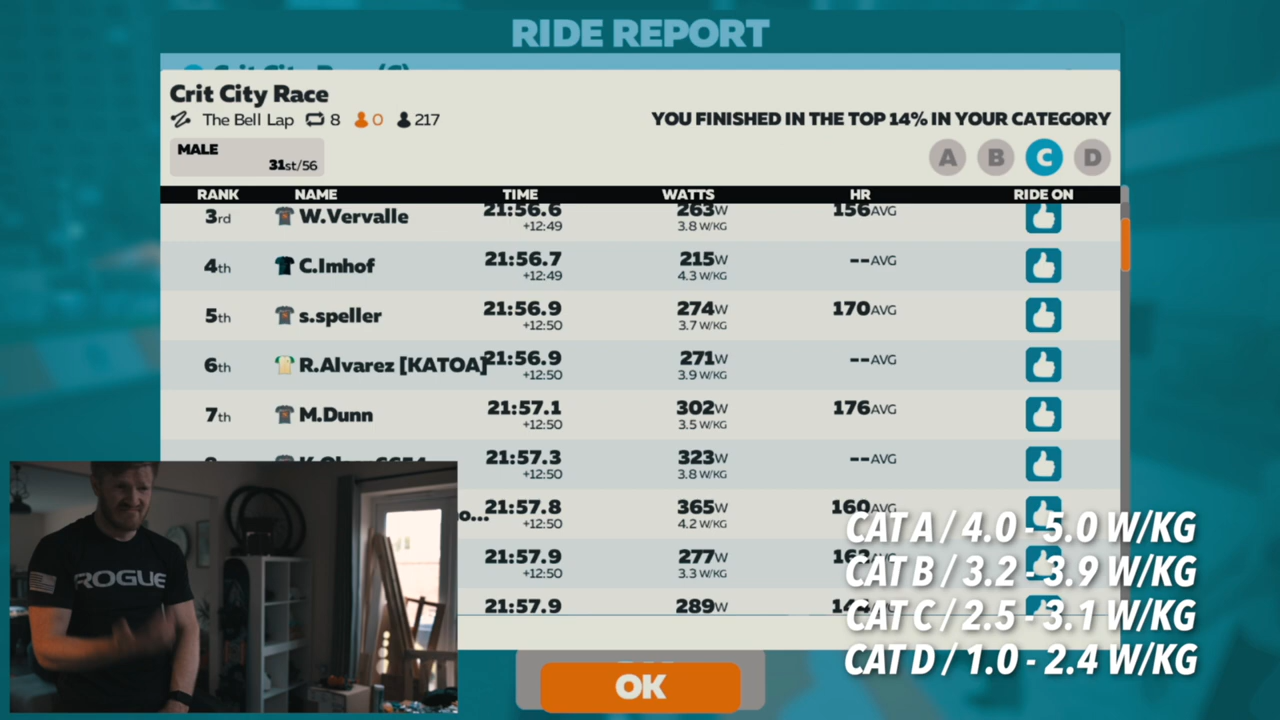 RIDE REPORT
Crit City Race (C)
Crit City Race
The Bell Lap 8 0 217
YOU FINISHED IN THE TOP 14% IN YOUR CATEGORY
MALE
31st/56
A B C D
RANK NAME TIME WATTS HR RIDE ON
3rd W.Vervalle 21:56.6 263W 156AVG
+12:49 3.8 W/KG
4th C.Imhof 21:56.7 215W --AVG
+12:49 4.3 W/KG
5th s.speller 21:56.9 274W 170AVG
+12:50 3.7 W/KG
6th R.Alvarez [KATOA] 21:56.9 271W --AVG
+12:50 3.9 W/KG
7th M.Dunn 21:57.1 302W 176AVG
+12:50 3.5 W/KG
21:57.3 323W --AVG
+12:50 3.8 W/KG
21:57.8 365W 160AVG
+12:50 4.2 W/KG
21:57.9 277W
+12:50 3.3 W/KG
21:57.9 289W
CAT A / 4.0 - 5.0 W/KG
CAT B / 3.2 - 3.9 W/KG
CAT C / 2.5 - 3.1 W/KG
CAT D / 1.0 - 2.4 W/KG
ROGUE
OK